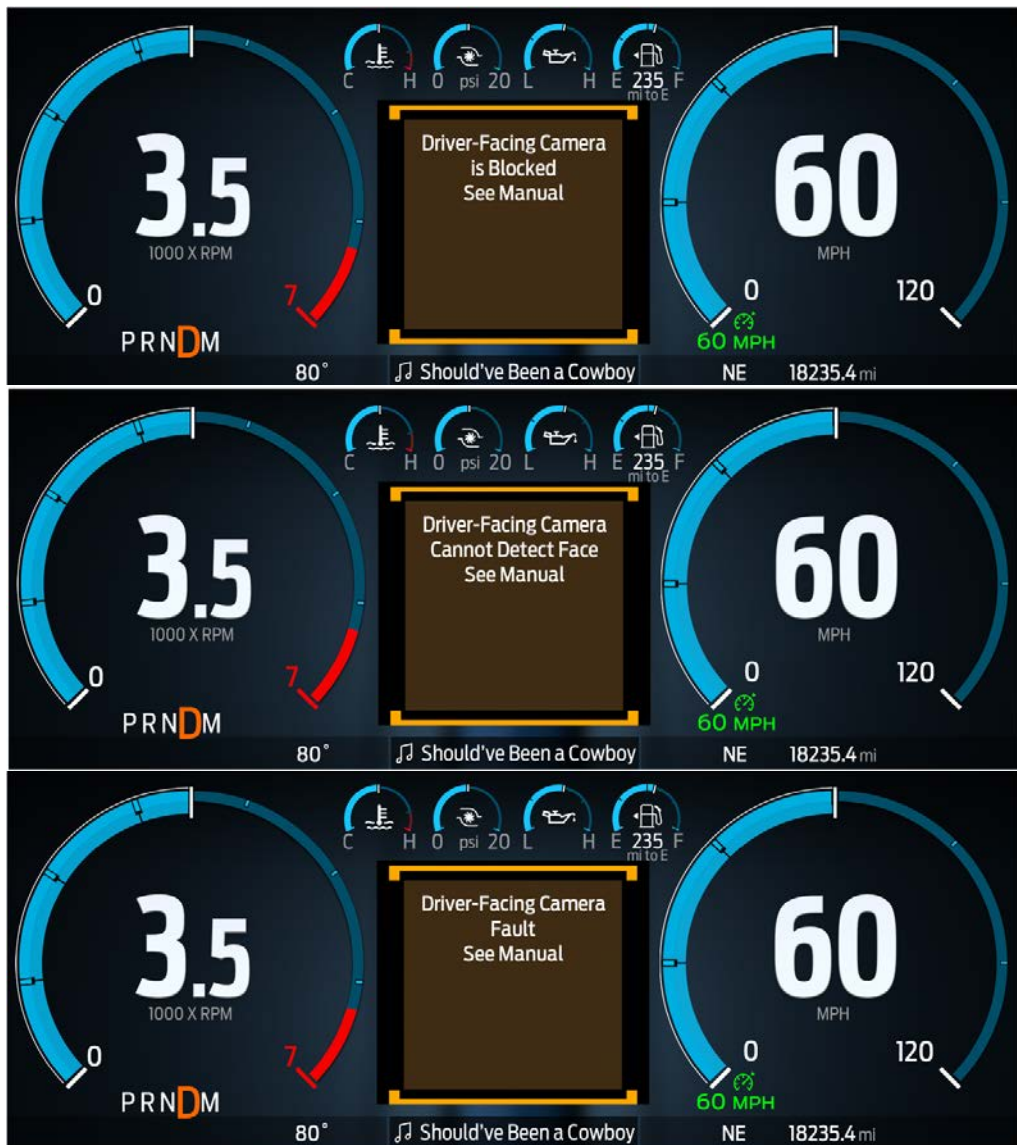 C H 0 psi 20 L H E 235 F
mi to E
Driver-Facing Camera
is Blocked
See Manual
3.5
1000 X RPM
60
MPH
0 7 0 120
60 MPH
PRNDM
80° Should've Been a Cowboy NE 18235.4 mi
C H 0 psi 20 L H E 235 F
mi to E
Driver-Facing Camera
Cannot Detect Face
See Manual
3.5
1000 X RPM
60
MPH
0 7 0 120
60 MPH
PRNDM
80° Should've Been a Cowboy NE 18235.4 mi
C H 0 psi 20 L H E 235 F
mi to E
Driver-Facing Camera
Fault
See Manual
3.5
1000 X RPM
60
MPH
0 7 0 120
60 MPH
PRNDM
80° Should've Been a Cowboy NE 18235.4 mi